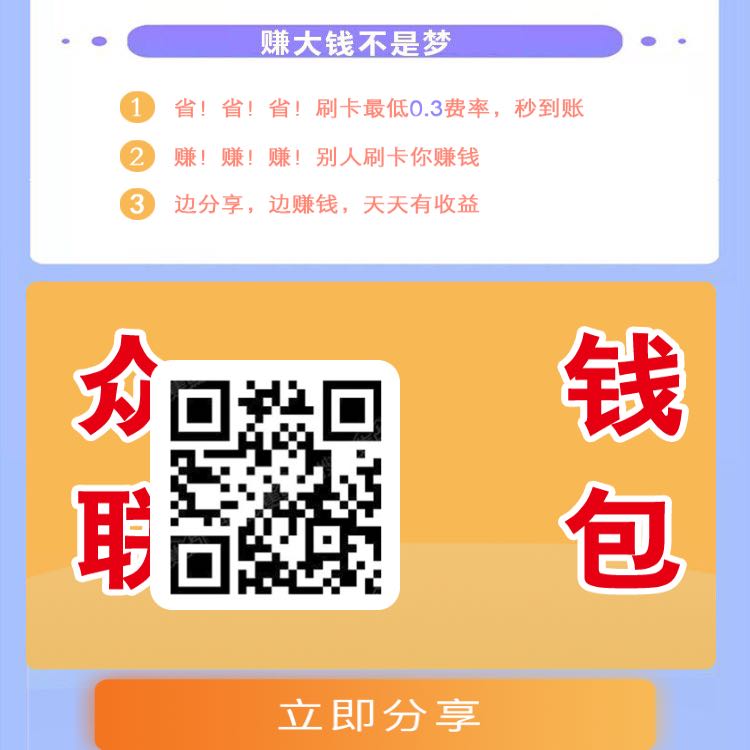 赚大钱不是梦
1 省！省！省！刷卡最低0.3费率，秒到账
2 赚！赚！赚！别人刷卡你赚钱
3 边分享，边赚钱，天天有收益
众 钱
联 包
立即分享